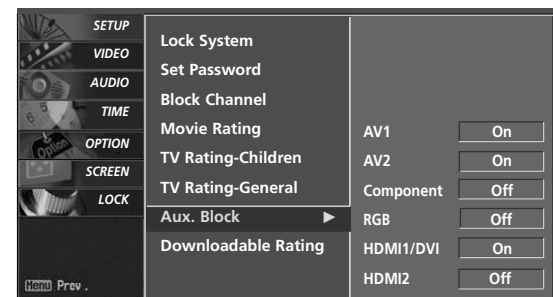 SETUP
VIDEO
AUDIO
TIME
OPTION
SCREEN
LOCK
Menu Prev.
Lock System
Set Password
Block Channel
Movie Rating
TV Rating-Children
TV Rating-General
Aux. Block ▶
Downloadable Rating
AV1 On
AV2 On
Component Off
RGB Off
HDMI1/DVI On
HDMI2 Off